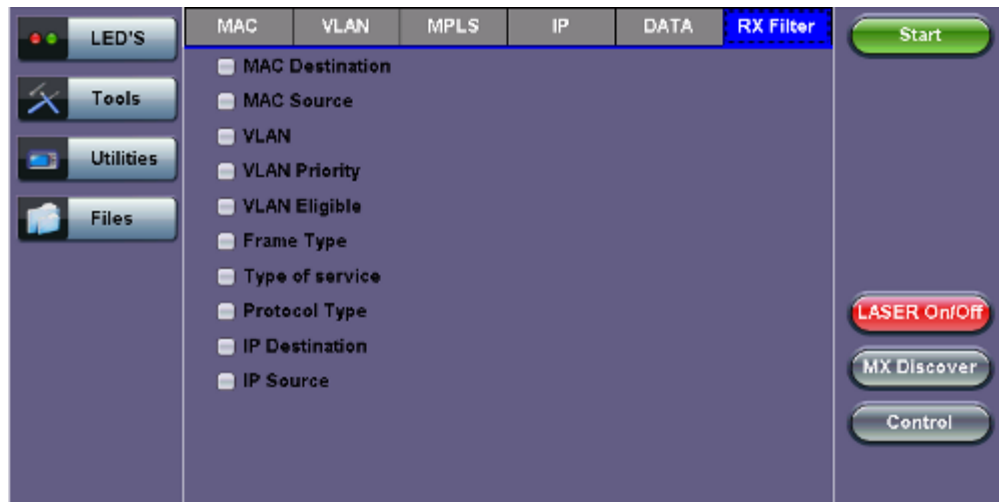 LED'S
Tools
Utilities
Files
MAC VLAN MPLS IP DATA RX Filter
MAC Destination
MAC Source
VLAN
VLAN Priority
VLAN Eligible
Frame Type
Type of service
Protocol Type
IP Destination
IP Source
Start
LASER On/Off
MX Discover
Control